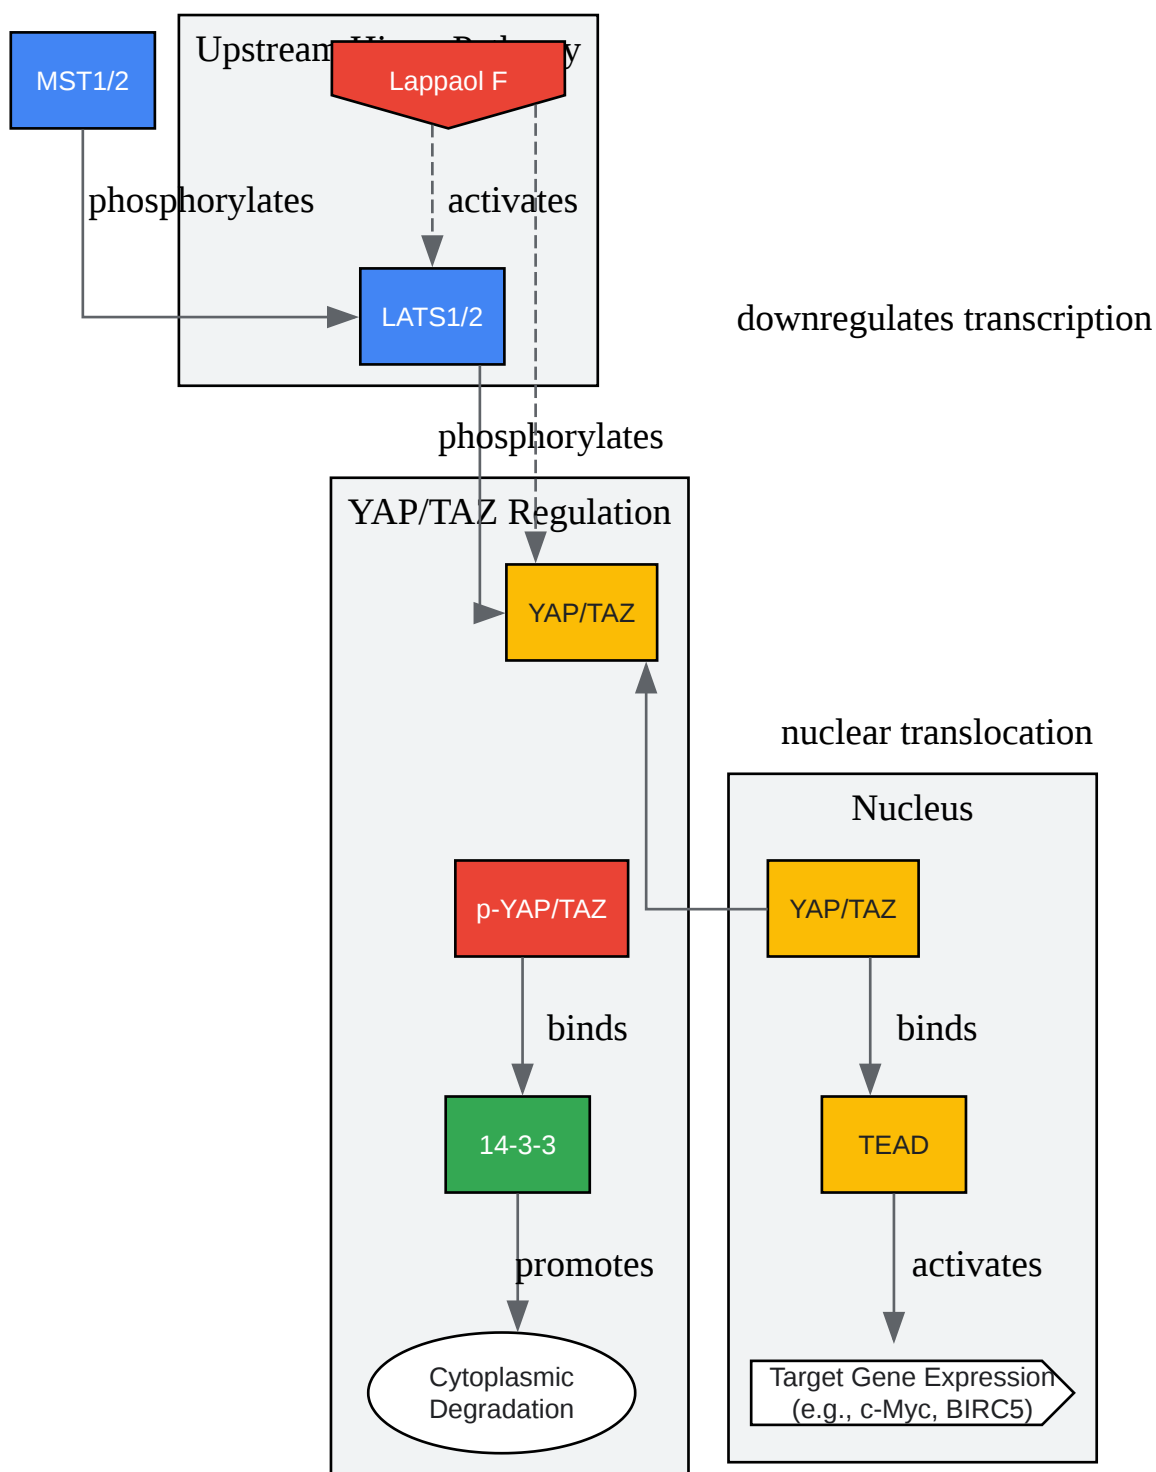 Upstream Hippo Pathway
MST1/2
Lappaol F
phosphorylates
activates
LATS1/2
downregulates transcription
phosphorylates
YAP/TAZ Regulation
YAP/TAZ
nuclear translocation
Nucleus
p-YAP/TAZ
YAP/TAZ
binds
binds
14-3-3
TEAD
promotes
activates
Cytoplasmic
Degradation
Target Gene Expression
(e.g., c-Myc, BIRC5)